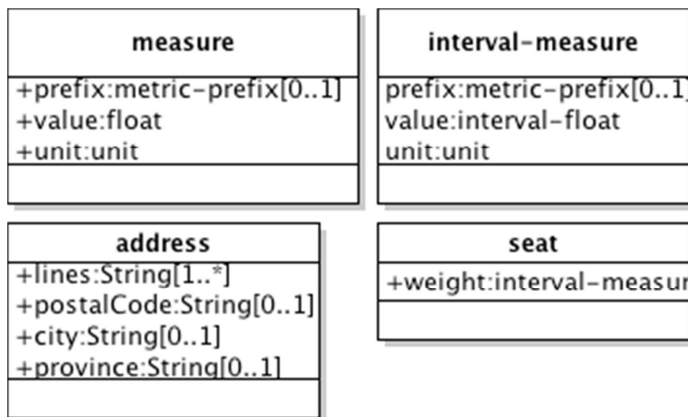 measure
+prefix:metric-prefix[0..1]
+value:float
+unit:unit
interval-measure
prefix:metric-prefix[0..1]
value:interval-float
unit:unit
address
+lines:String[1..*]
+postalCode:String[0..1]
+city:String[0..1]
+province:String[0..1]
seat
+weight:interval-measur